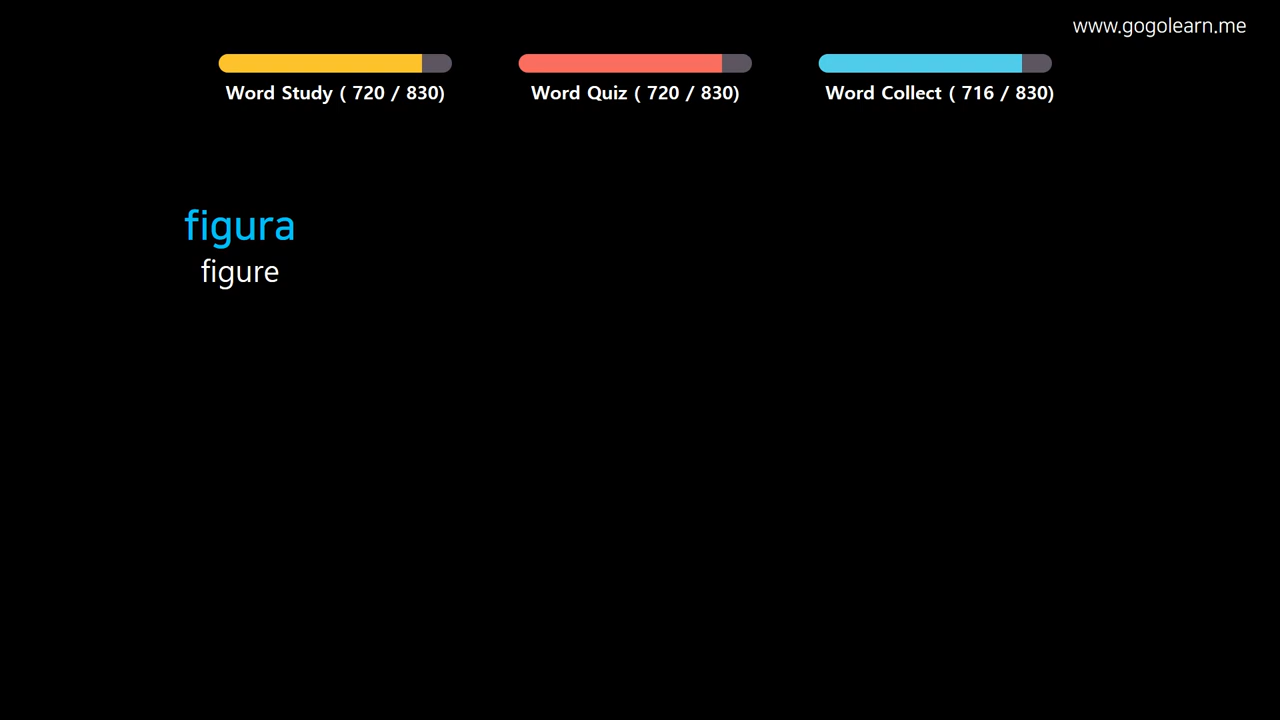 www.gogolearn.me
Word Study ( 720 / 830)
Word Quiz ( 720 / 830)
Word Collect ( 716 / 830)
figura
figure